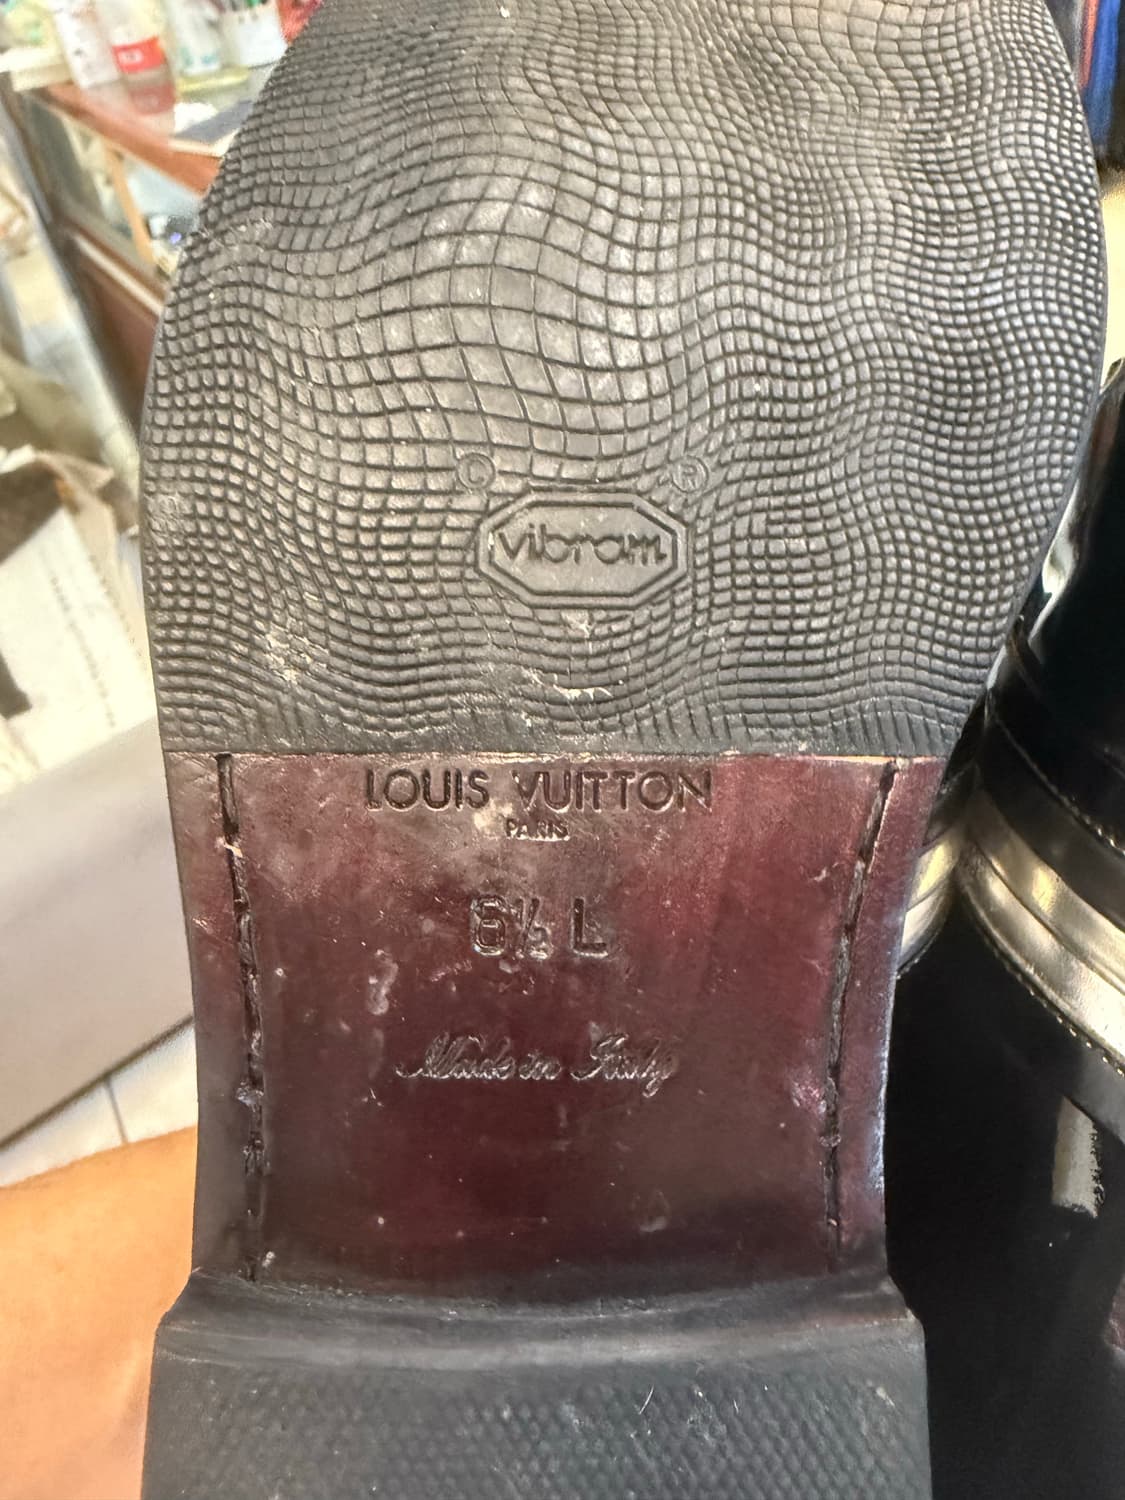 © ®
vibram
LOUIS VUITTON
PARIS
6½ L
Made in Italy